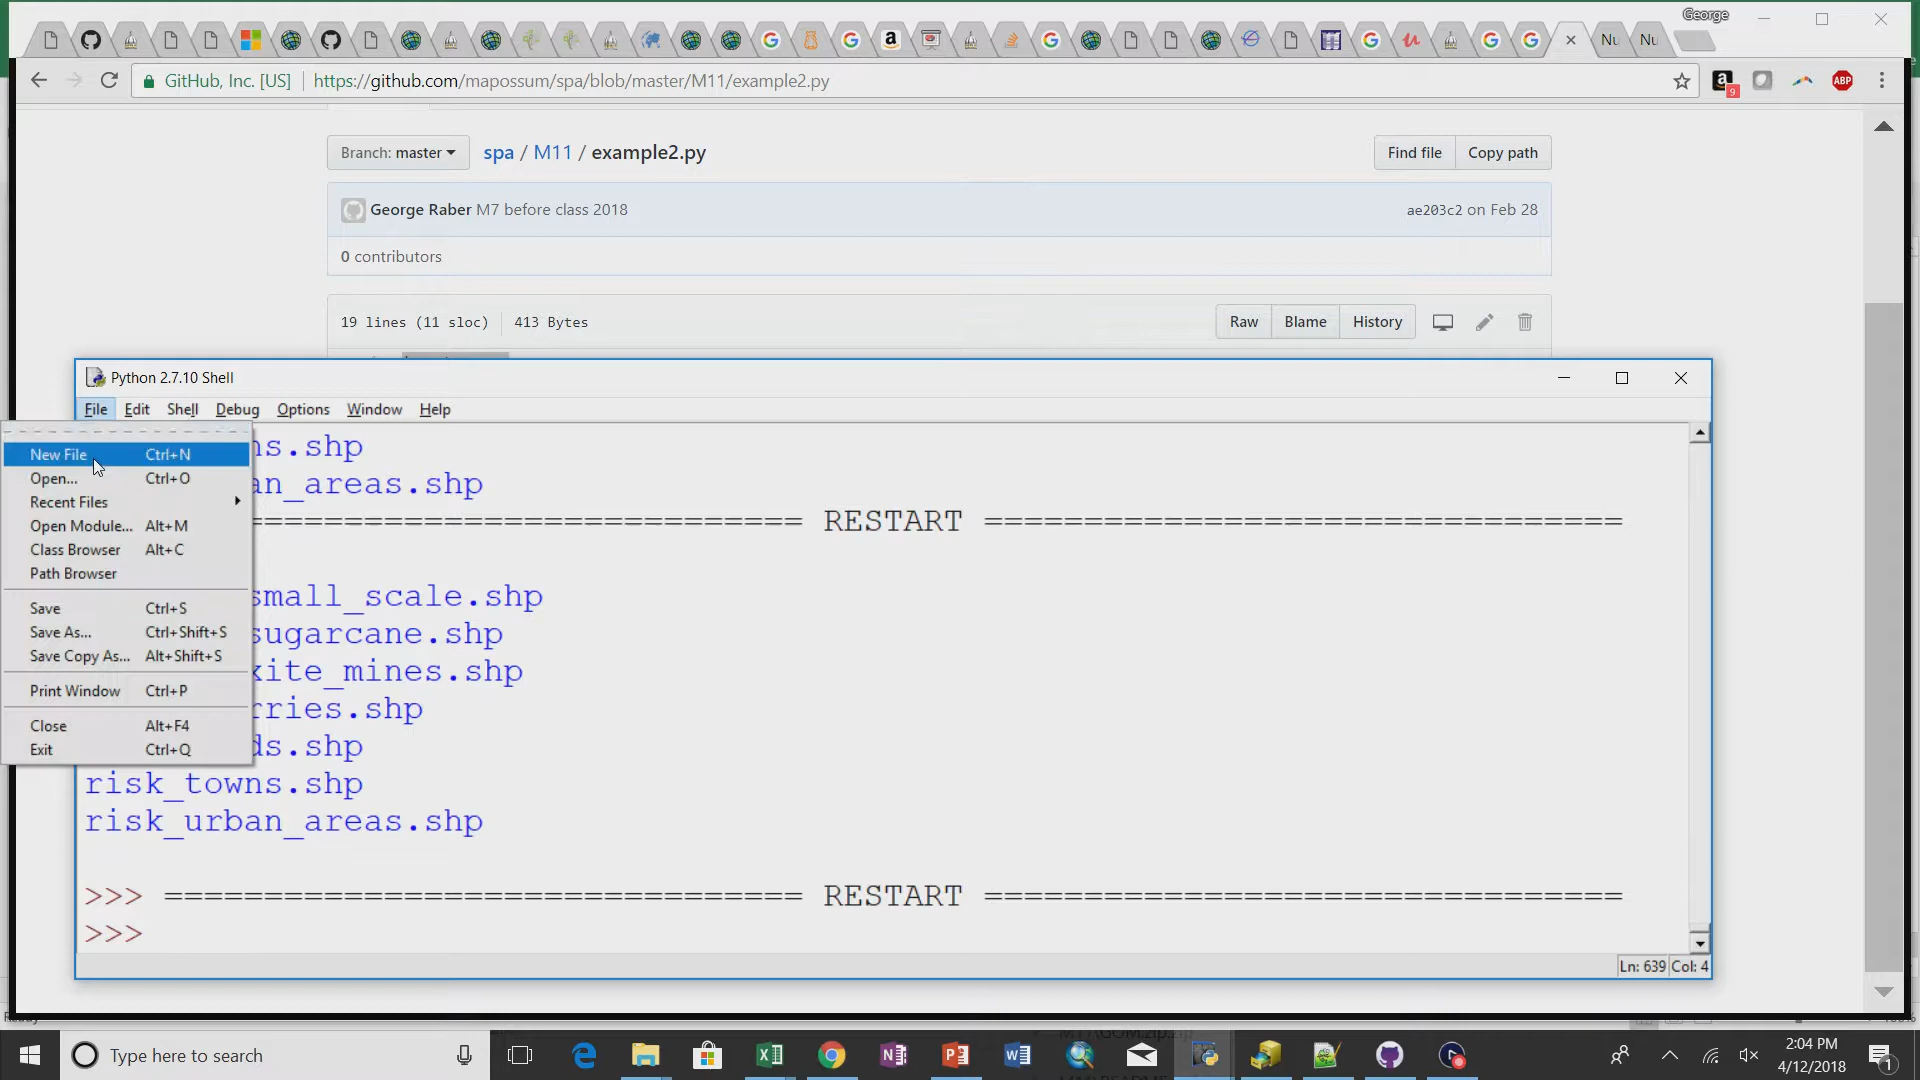 George
Nu
Nu
GitHub, Inc. [US]
https://github.com/mapossum/spa/blob/master/M11/example2.py
9
ABP
Branch: master
spa / M11 / example2.py
Find file
Copy path
George Raber M7 before class 2018
ae203c2 on Feb 28
0 contributors
19 lines (11 sloc)
413 Bytes
Raw
Blame
History
Python 2.7.10 Shell
File
Edit
Shell
Debug
Options
Window
Help
New File Ctrl+N
Open... Ctrl+O
Recent Files
Open Module... Alt+M
Class Browser Alt+C
Path Browser
Save Ctrl+S
Save As... Ctrl+Shift+S
Save Copy As... Alt+Shift+S
Print Window Ctrl+P
Close Alt+F4
Exit Ctrl+Q
ns.shp
an_areas.shp
============================ RESTART ================================
small_scale.shp
sugarcane.shp
xite_mines.shp
rries.shp
ds.shp
risk_towns.shp
risk_urban_areas.shp
>>> ================================ RESTART ================================
>>>
Ln: 639 Col: 4
Type here to search
2:04 PM
4/12/2018
1